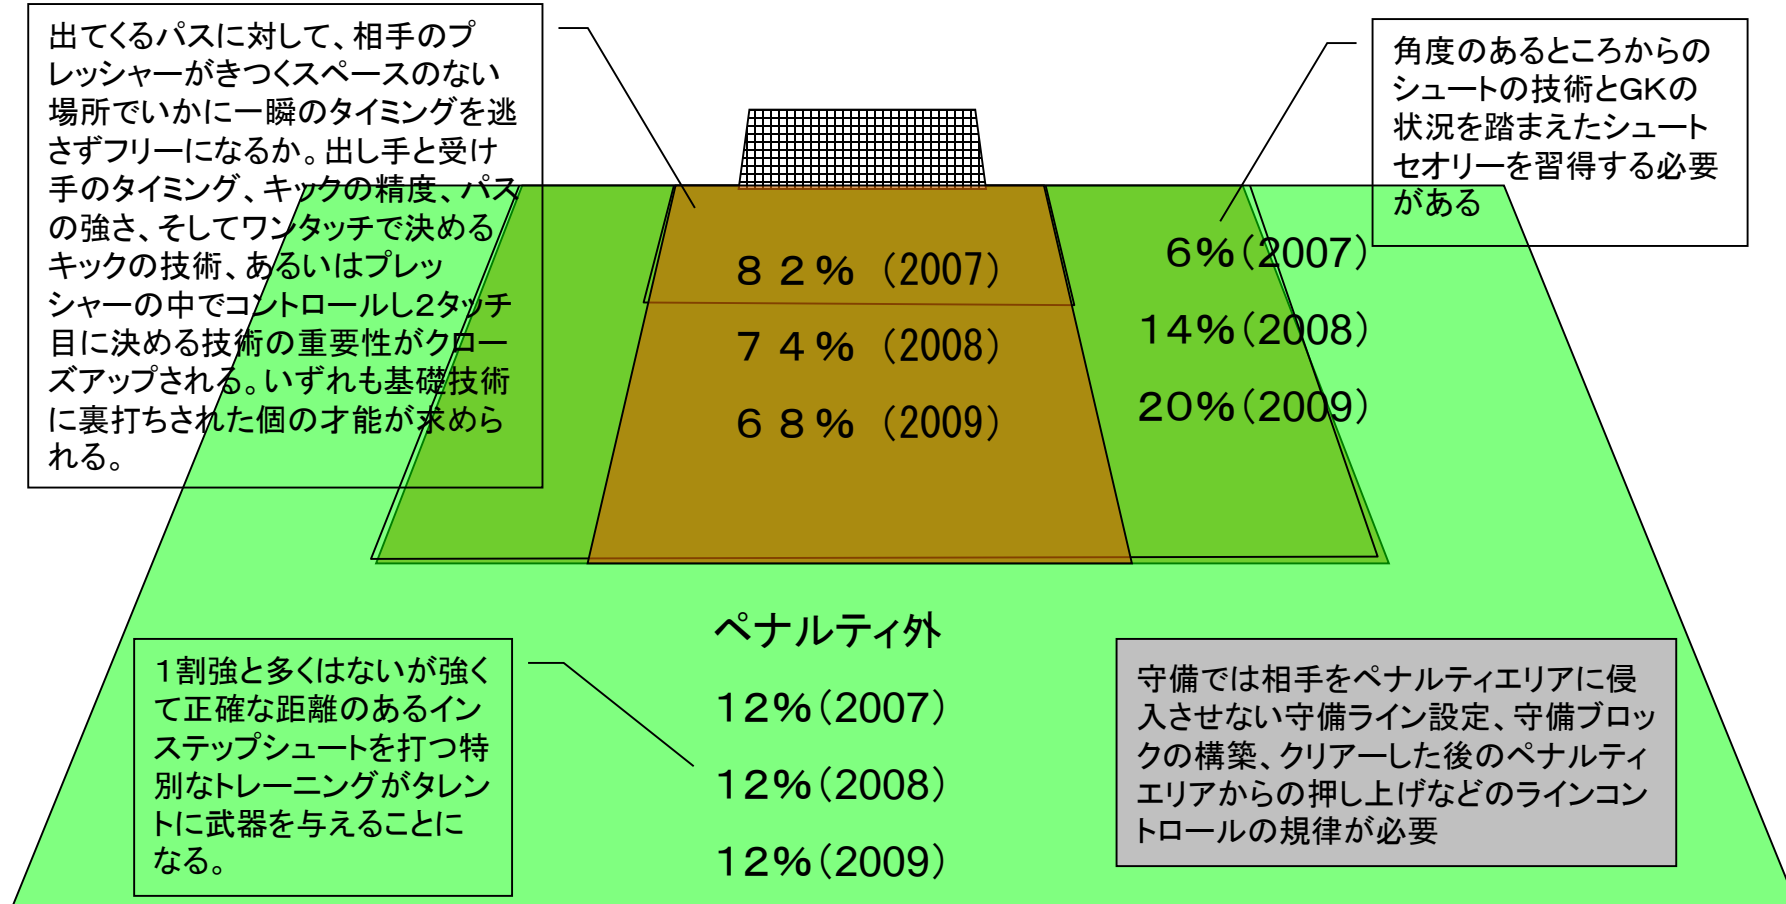 出てくるパスに対して、相手のプ
レッシャーがきつくスペースのない
場所でいかに一瞬のタイミングを逃
さずフリーになるか。出し手と受け
手のタイミング、キックの精度、パス
の強さ、そしてワンタッチで決める
キックの技術、あるいはプレッ
シャーの中でコントロールし2タッチ
目に決める技術の重要性がクロー
ズアップされる。いずれも基礎技術
に裏打ちされた個の才能が求めら
れる。
角度のあるところからの
シュートの技術とGKの
状況を踏まえたシュート
セオリーを習得する必要
がある
８２％（2007）
７４％（2008）
６８％（2009）
６％（2007）
14％（2008）
20％（2009）
ペナルティ外
12％（2007）
12％（2008）
12％（2009）
１割強と多くはないが強く
て正確な距離のあるイン
ステップシュートを打つ特
別なトレーニングがタレン
トに武器を与えることに
なる。
守備では相手をペナルティエリアに侵
入させない守備ライン設定、守備ブロッ
クの構築、クリアーした後のペナルティ
エリアからの押し上げなどのラインコン
トロールの規律が必要